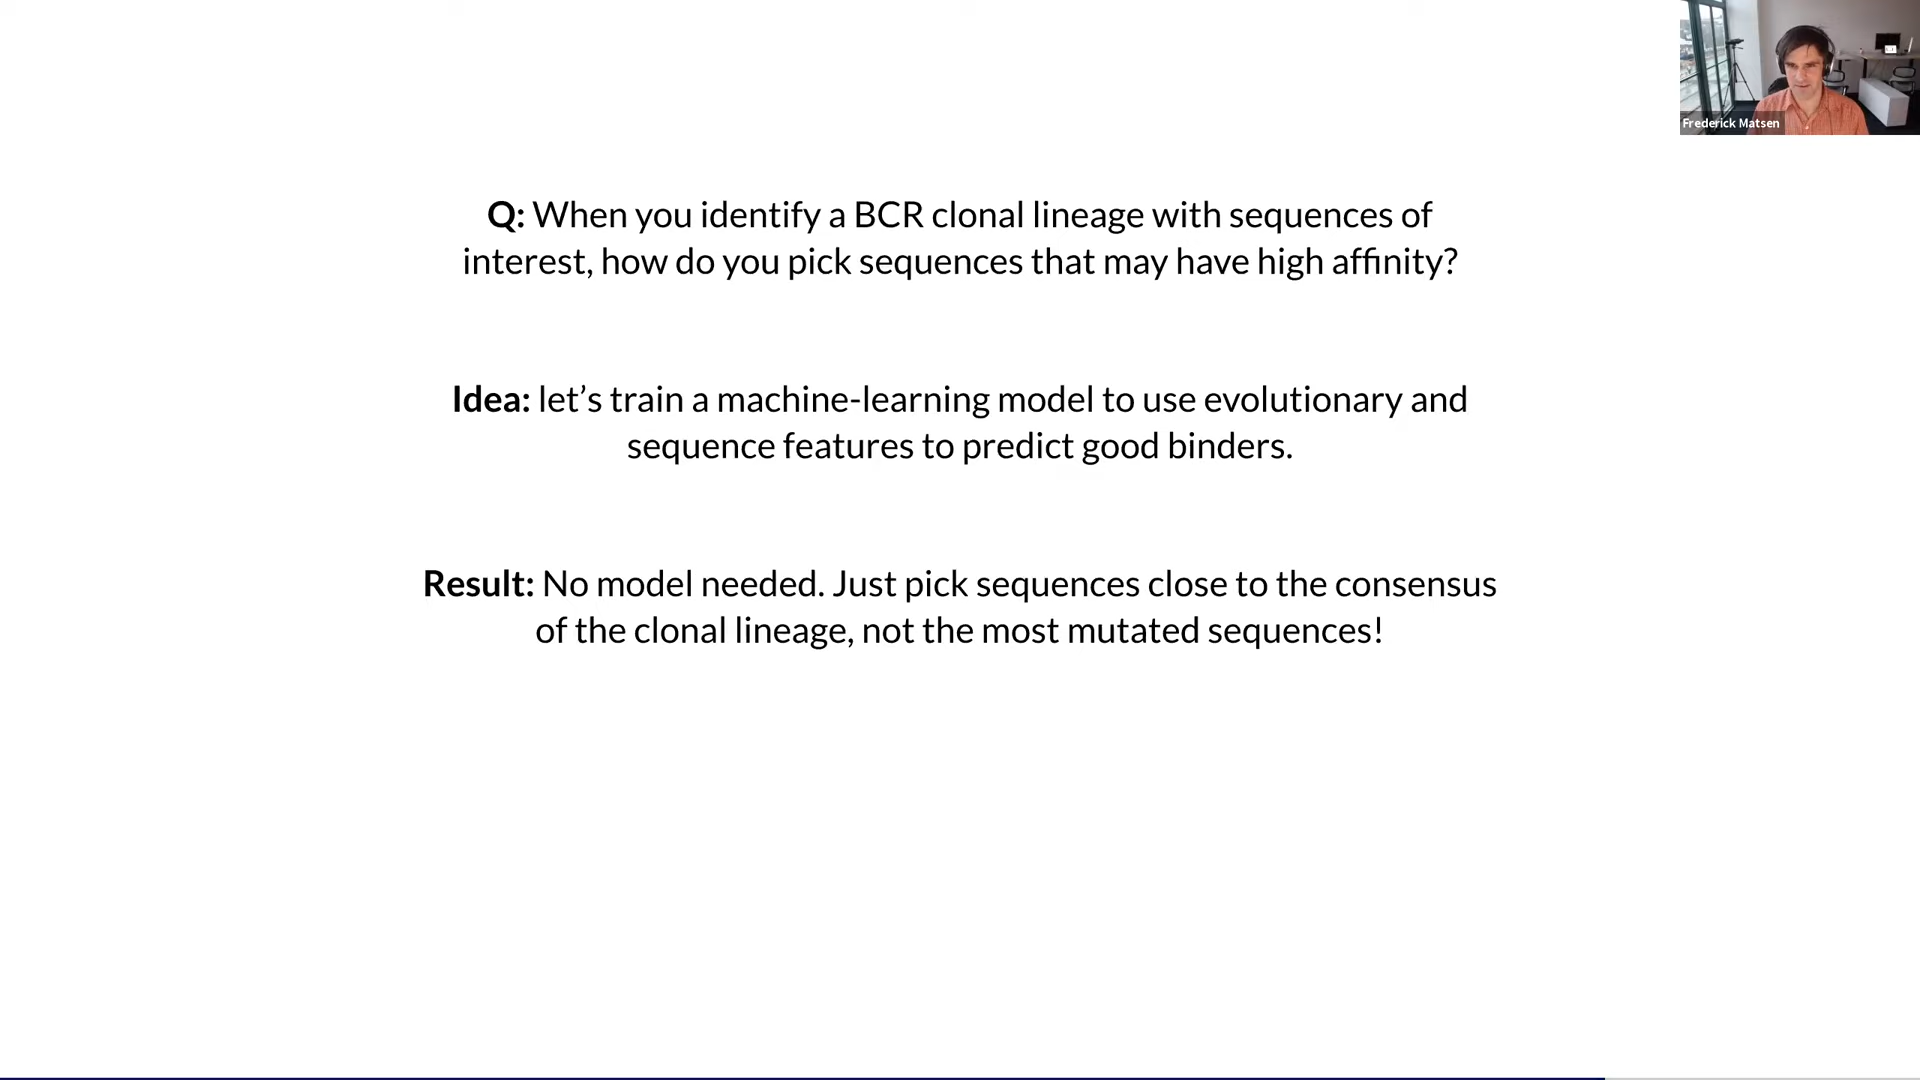 Frederick Matsen
Q: When you identify a BCR clonal lineage with sequences of
interest, how do you pick sequences that may have high affinity?
Idea: let’s train a machine-learning model to use evolutionary and
sequence features to predict good binders.
Result: No model needed. Just pick sequences close to the consensus
of the clonal lineage, not the most mutated sequences!